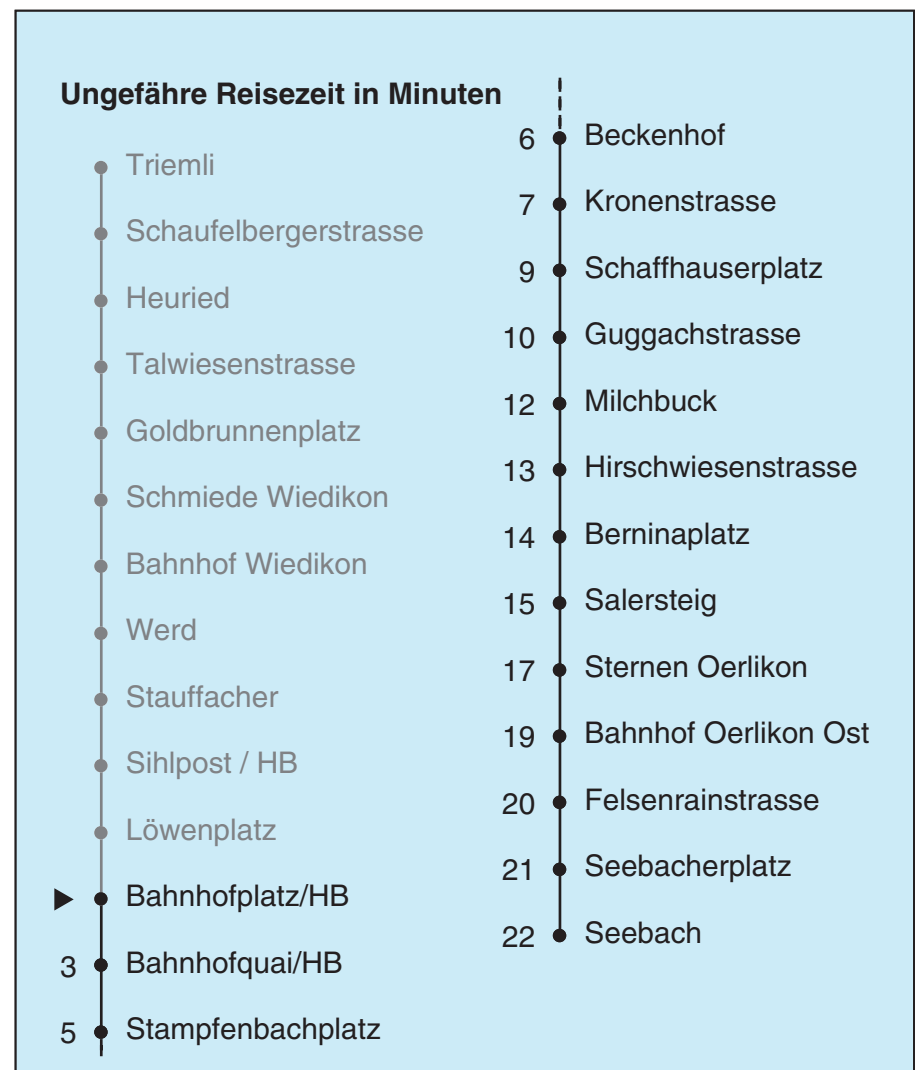 Ungefähre Reisezeit in Minuten
Triemli
Schaufelbergerstrasse
Heuried
Talwiesenstrasse
Goldbrunnenplatz
Schmiede Wiedikon
Bahnhof Wiedikon
Werd
Stauffacher
Sihlpost / HB
Löwenplatz
Bahnhofplatz/HB
3 Bahnhofquai/HB
5 Stampfenbachplatz
6 Beckenhof
7 Kronenstrasse
9 Schaffhauserplatz
10 Guggachstrasse
12 Milchbuck
13 Hirschwiesenstrasse
14 Berninaplatz
15 Salersteig
17 Sternen Oerlikon
19 Bahnhof Oerlikon Ost
20 Felsenrainstrasse
21 Seebacherplatz
22 Seebach